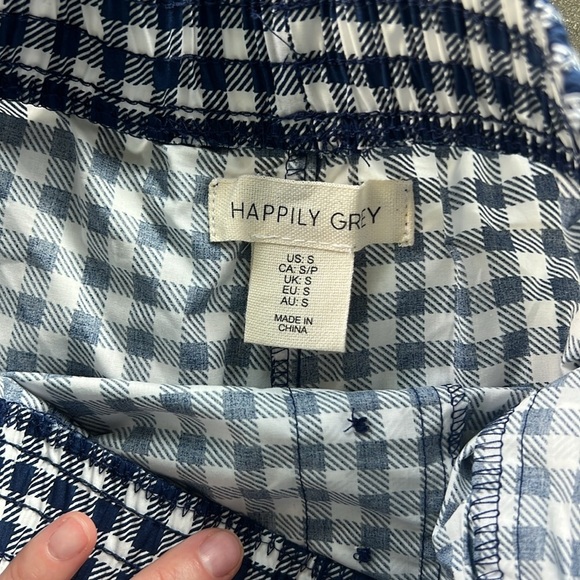 HAPPILY GREY
US: S
CA: S/P
UK: S
EU: S
AU: S
MADE IN
CHINA